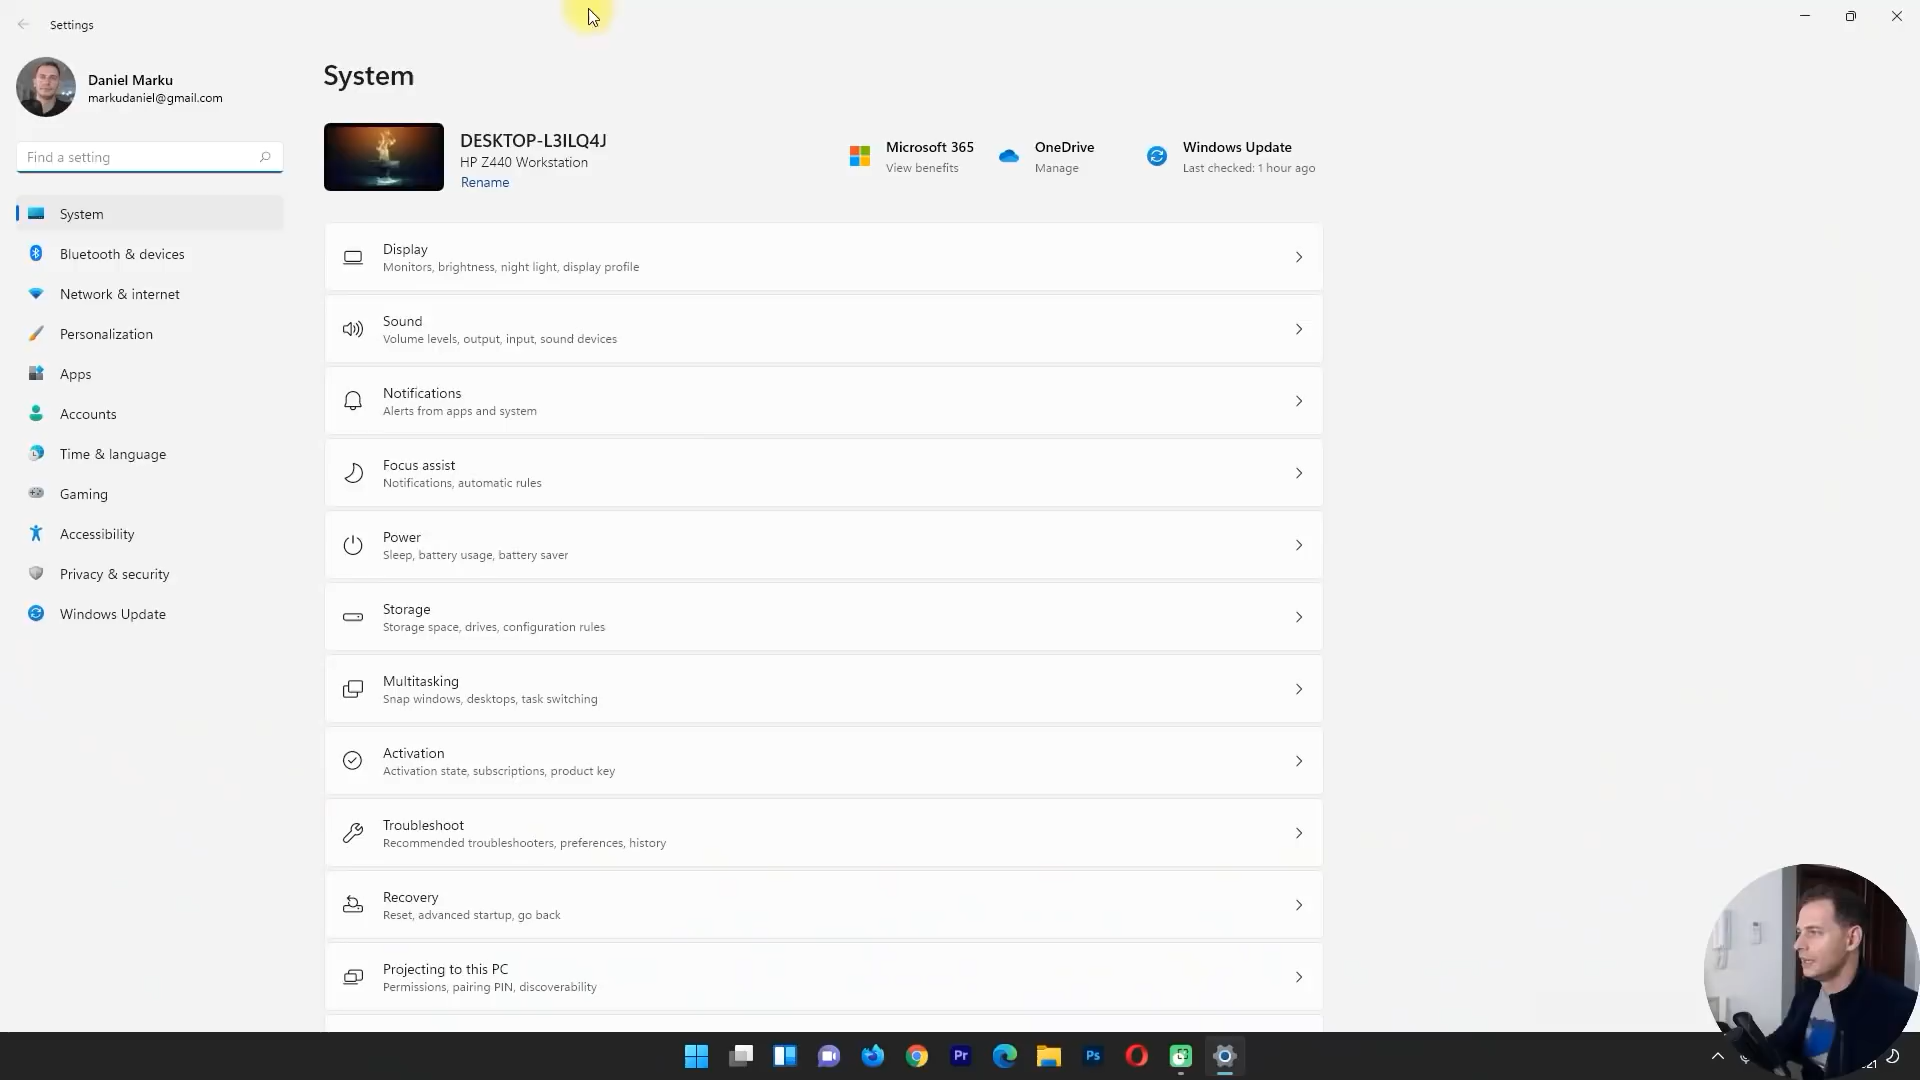 Settings
Daniel Marku
markudaniel@gmail.com
Find a setting
System
Bluetooth & devices
Network & internet
Personalization
Apps
Accounts
Time & language
Gaming
Accessibility
Privacy & security
Windows Update
System
DESKTOP-L3ILQ4J
HP Z440 Workstation
Rename
Microsoft 365
View benefits
OneDrive
Manage
Windows Update
Last checked: 1 hour ago
Display
Monitors, brightness, night light, display profile
Sound
Volume levels, output, input, sound devices
Notifications
Alerts from apps and system
Focus assist
Notifications, automatic rules
Power
Sleep, battery usage, battery saver
Storage
Storage space, drives, configuration rules
Multitasking
Snap windows, desktops, task switching
Activation
Activation state, subscriptions, product key
Troubleshoot
Recommended troubleshooters, preferences, history
Recovery
Reset, advanced startup, go back
Projecting to this PC
Permissions, pairing PIN, discoverability
Pr
Ps